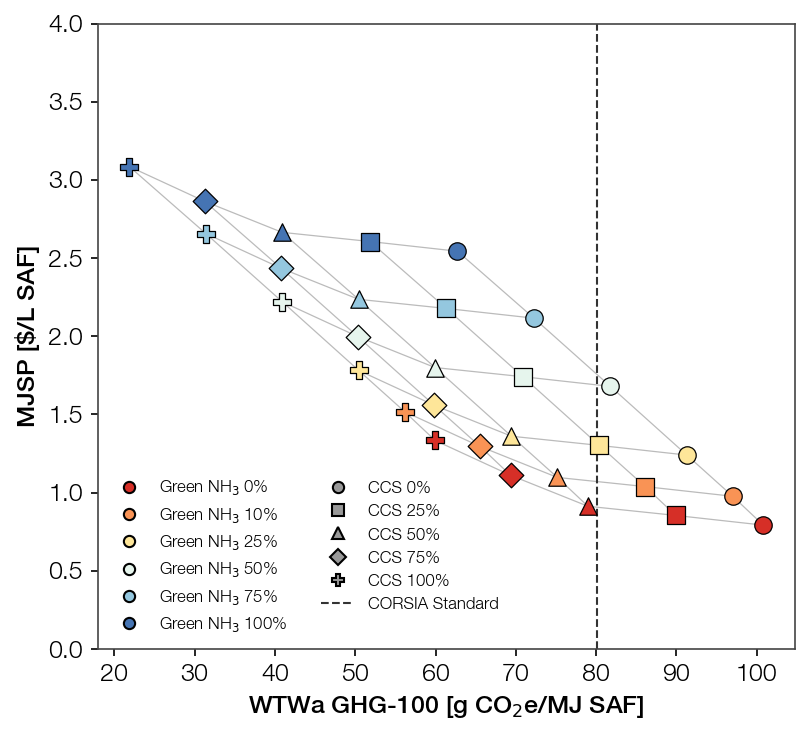 4.0
3.5
3.0
2.5
2.0
1.5
1.0
0.5
0.0
MJSP [$/L SAF]
Green NH₃ 0%
Green NH₃ 10%
Green NH₃ 25%
Green NH₃ 50%
Green NH₃ 75%
Green NH₃ 100%
CCS 0%
CCS 25%
CCS 50%
CCS 75%
CCS 100%
CORSIA Standard
20 30 40 50 60 70 80 90 100
WTWa GHG-100 [g CO₂e/MJ SAF]